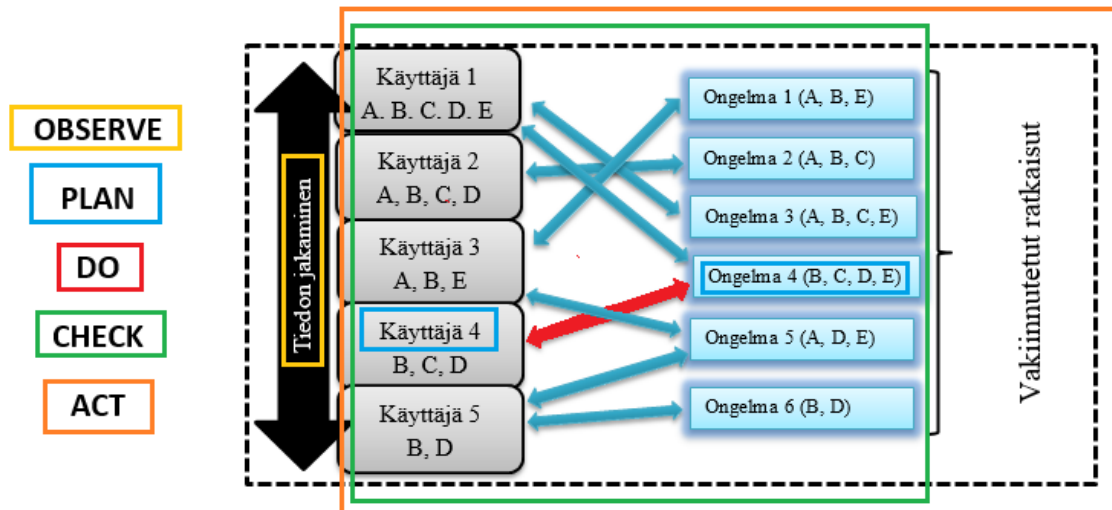 OBSERVE
PLAN
DO
CHECK
ACT
Tiedon jakaminen
Käyttäjä 1
A. B. C. D. E
Käyttäjä 2
A, B, C, D
Käyttäjä 3
A, B, E
Käyttäjä 4
B, C, D
Käyttäjä 5
B, D
Ongelma 1 (A, B, E)
Ongelma 2 (A, B, C)
Ongelma 3 (A, B, C, E)
Ongelma 4 (B, C, D, E)
Ongelma 5 (A, D, E)
Ongelma 6 (B, D)
Vakiinnutetut ratkaisut